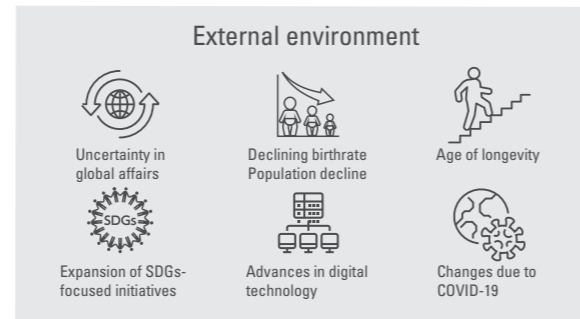 External environment
Uncertainty in
global affairs
Declining birthrate
Population decline
Age of longevity
SDGs
Expansion of SDGs-
focused initiatives
Advances in digital
technology
Changes due to
COVID-19